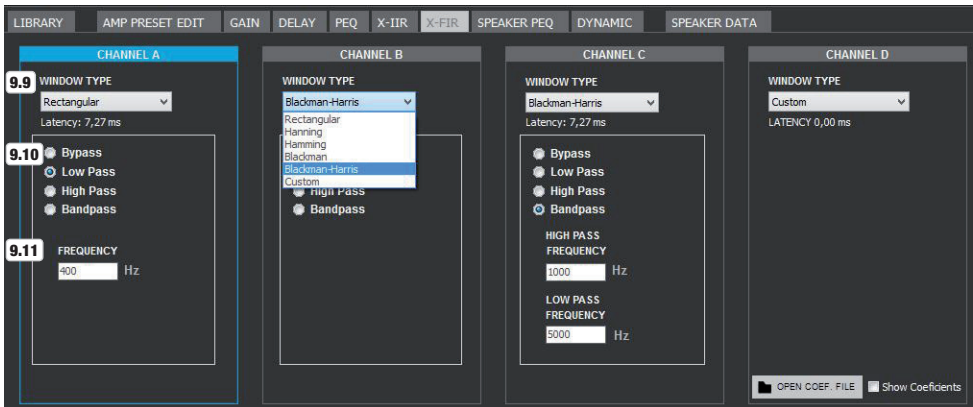 LIBRARY AMP PRESET EDIT GAIN DELAY PEQ X-IIR X-FIR SPEAKER PEQ DYNAMIC SPEAKER DATA
CHANNEL A
9.9 WINDOW TYPE
Rectangular
Latency: 7,27 ms
9.10 Bypass
Low Pass
High Pass
Bandpass
9.11 FREQUENCY
400 Hz
CHANNEL B
WINDOW TYPE
Blackman-Harris
Rectangular
Hanning
Hamming
Blackman
Blackman-Harris
Custom
High Pass
Bandpass
CHANNEL C
WINDOW TYPE
Blackman-Harris
Latency: 7,27 ms
Bypass
Low Pass
High Pass
Bandpass
HIGH PASS
FREQUENCY
1000 Hz
LOW PASS
FREQUENCY
5000 Hz
CHANNEL D
WINDOW TYPE
Custom
LATENCY 0,00 ms
OPEN COEF. FILE Show Coeficients